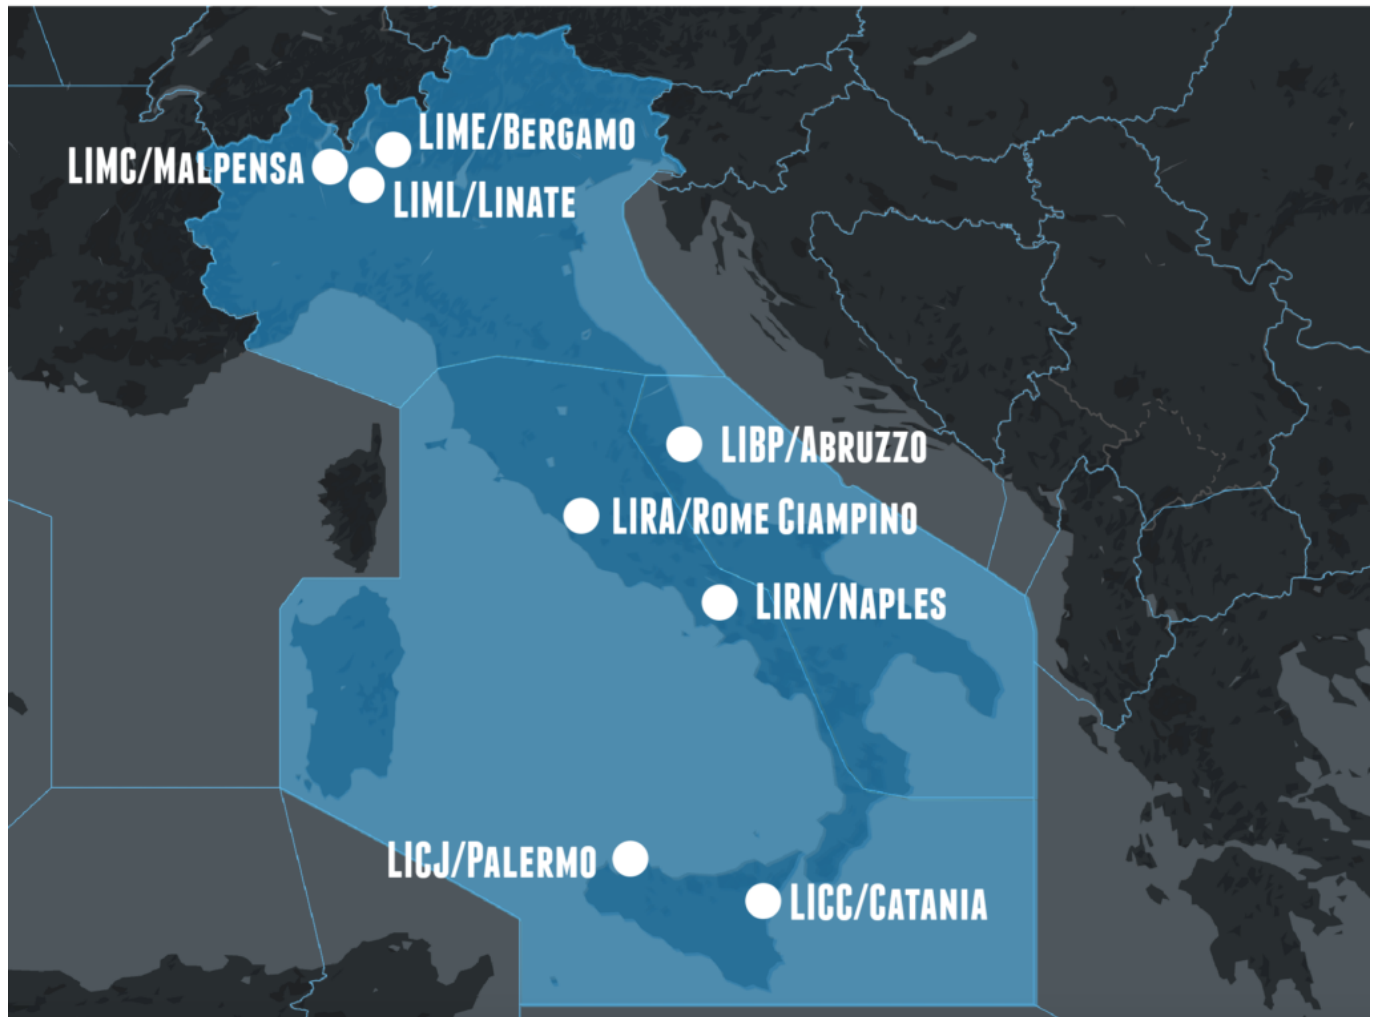 LIME/Bergamo
LIMC/Malpensa
LIML/Linate
LIBP/Abruzzo
LIRA/Rome Ciampino
LIRN/Naples
LICJ/Palermo
LICC/Catania